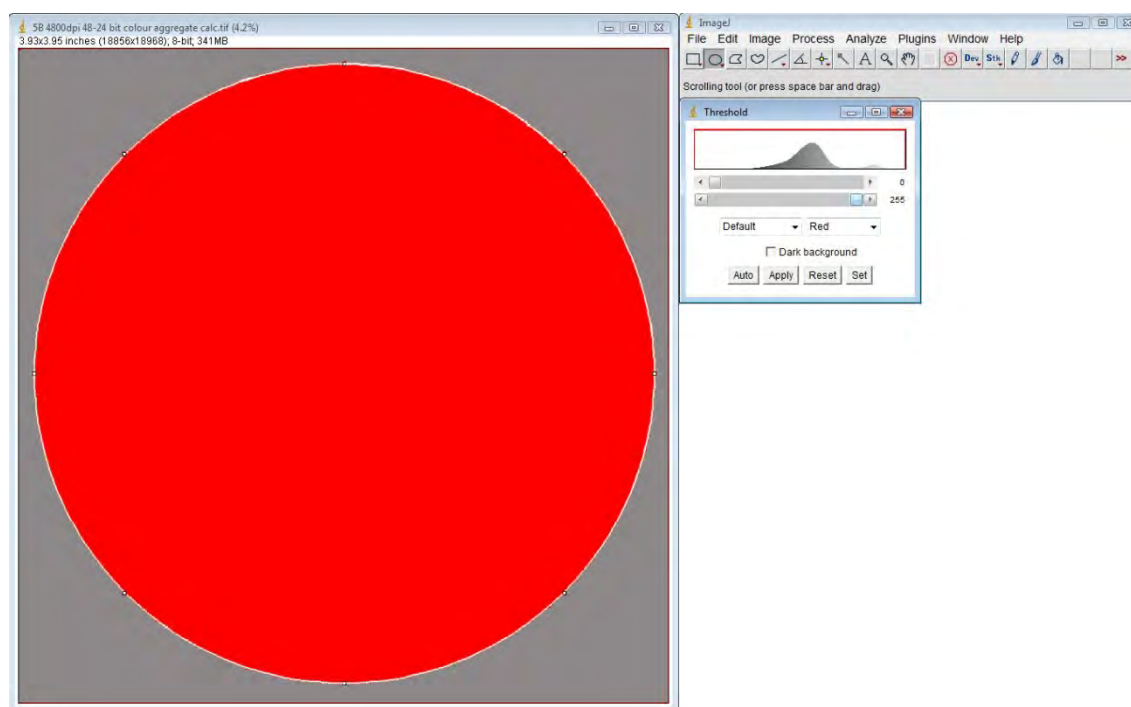 5B 4800dpi 48-24 bit colour aggregate calc.tif (4.2%)
3.93x3.95 inches (18856x18968); 8-bit; 341MB
ImageJ
File Edit Image Process Analyze Plugins Window Help
A Dev Stk >>
Scrolling tool (or press space bar and drag)
Threshold
0
255
Default Red
Dark background
Auto Apply Reset Set